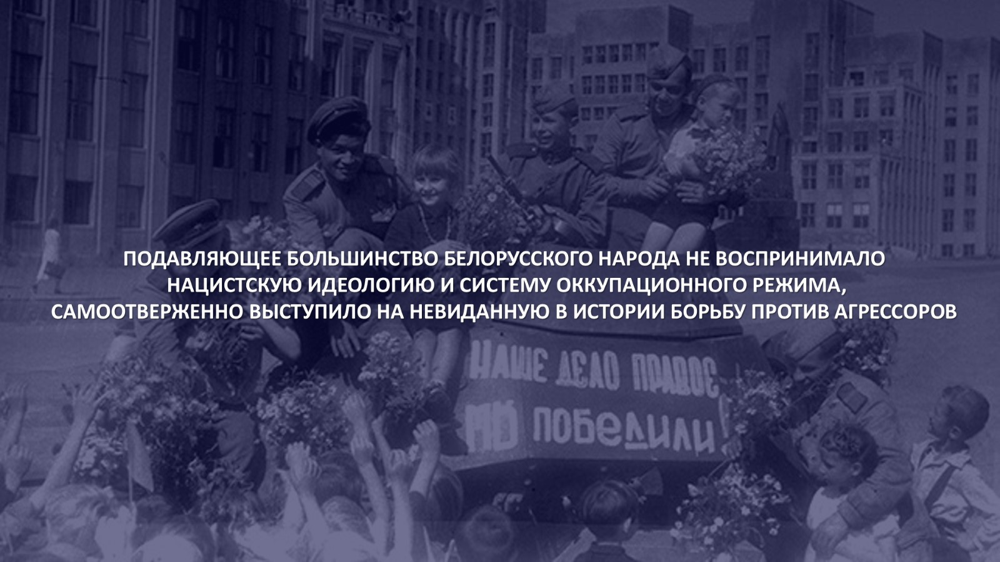 ПОДАВЛЯЮЩЕЕ БОЛЬШИНСТВО БЕЛОРУССКОГО НАРОДА НЕ ВОСПРИНИМАЛО
НАЦИСТСКУЮ ИДЕОЛОГИЮ И СИСТЕМУ ОККУПАЦИОННОГО РЕЖИМА,
САМООТВЕРЖЕННО ВЫСТУПИЛО НА НЕВИДАННУЮ В ИСТОРИИ БОРЬБУ ПРОТИВ АГРЕССОРОВ
НАШЕ ДЕЛО ПРАВОЕ
МЫ ПОБЕДИЛИ!